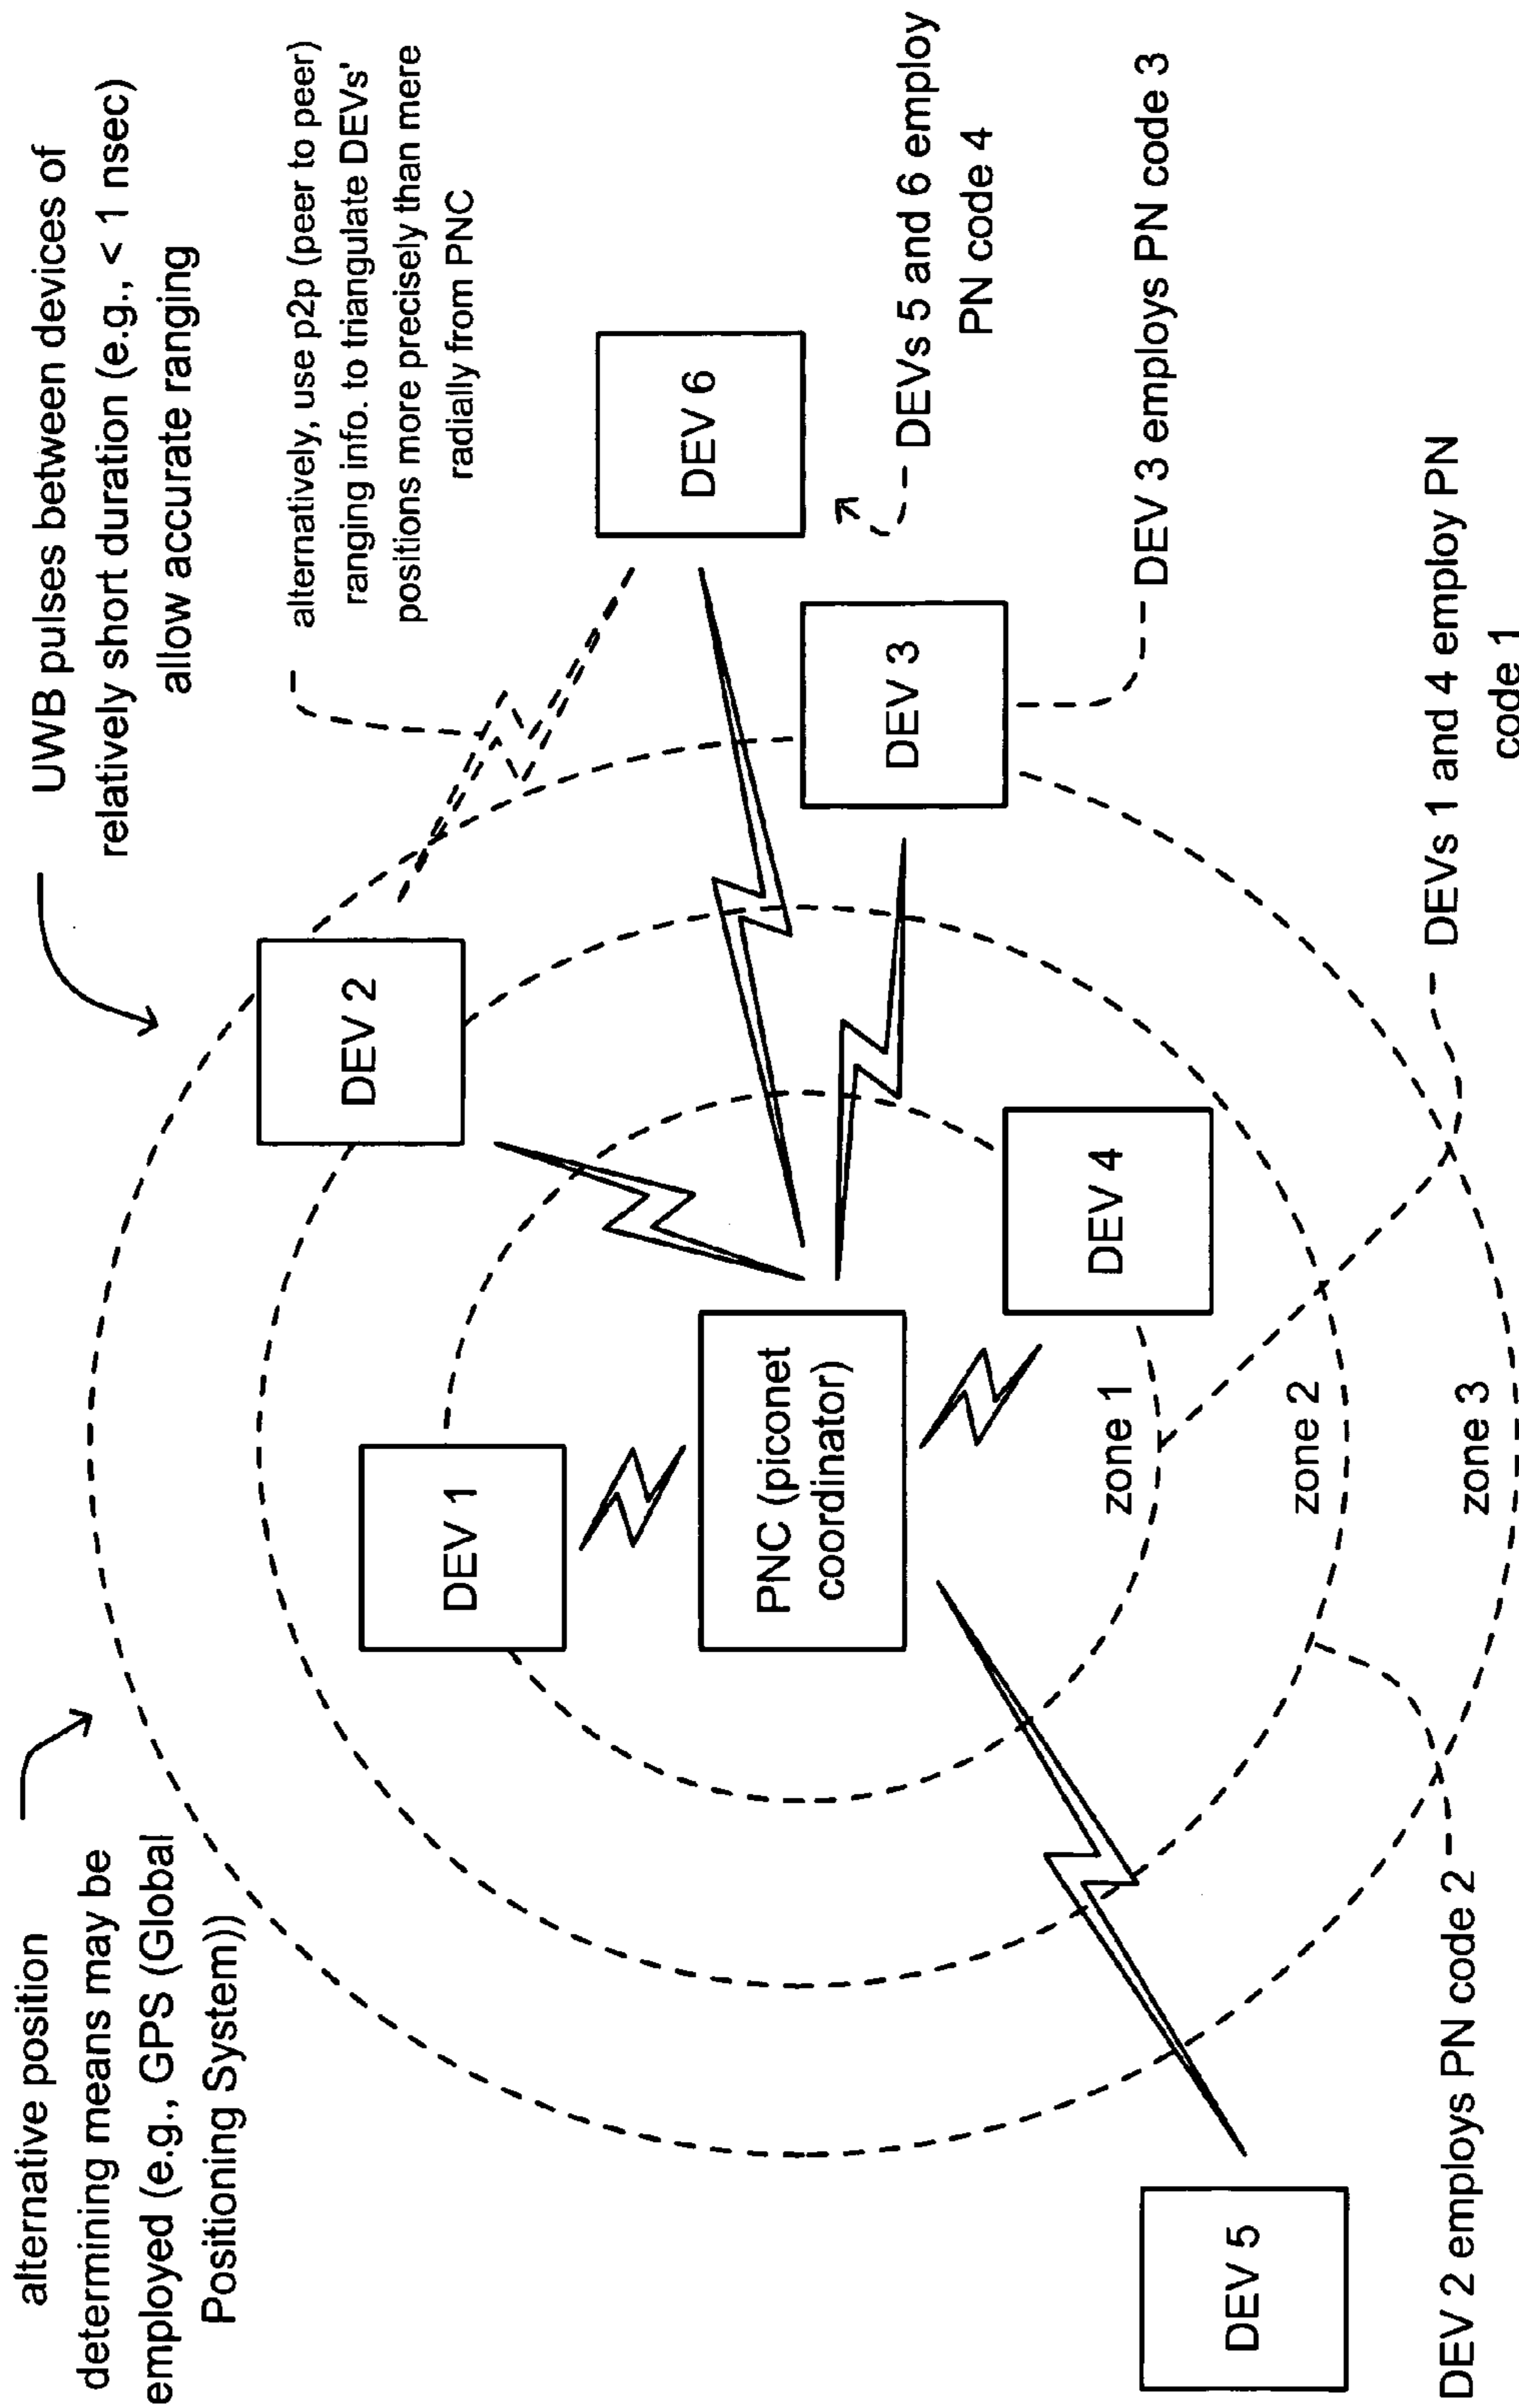 alternative position
determining means may be
employed (e.g., GPS (Global
Positioning System))
UWB pulses between devices of
relatively short duration (e.g., < 1 nsec)
allow accurate ranging
alternatively, use p2p (peer to peer)
ranging info. to triangulate DEVs'
positions more precisely than mere
radially from PNC
DEV 1
DEV 2
DEV 6
PNC (piconet
coordinator)
DEV 3
DEVs 5 and 6 employ
PN code 4
DEV 4
DEV 5
zone 1
zone 2
zone 3
DEV 3 employs PN code 3
DEV 2 employs PN code 2
DEVs 1 and 4 employ PN
code 1